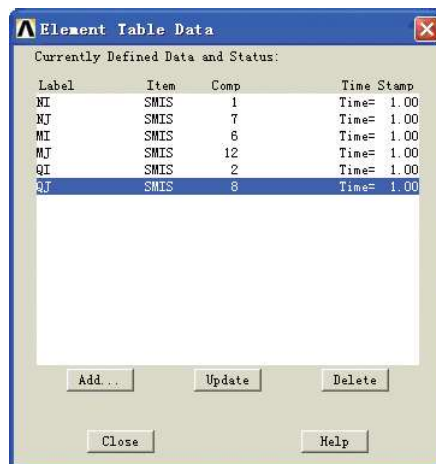 Element Table Data
Currently Defined Data and Status:
Label Item Comp Time Stamp
NI SMIS 1 Time= 1.00
NJ SMIS 7 Time= 1.00
MI SMIS 6 Time= 1.00
MJ SMIS 12 Time= 1.00
QI SMIS 2 Time= 1.00
QJ SMIS 8 Time= 1.00
Add... Update Delete
Close Help